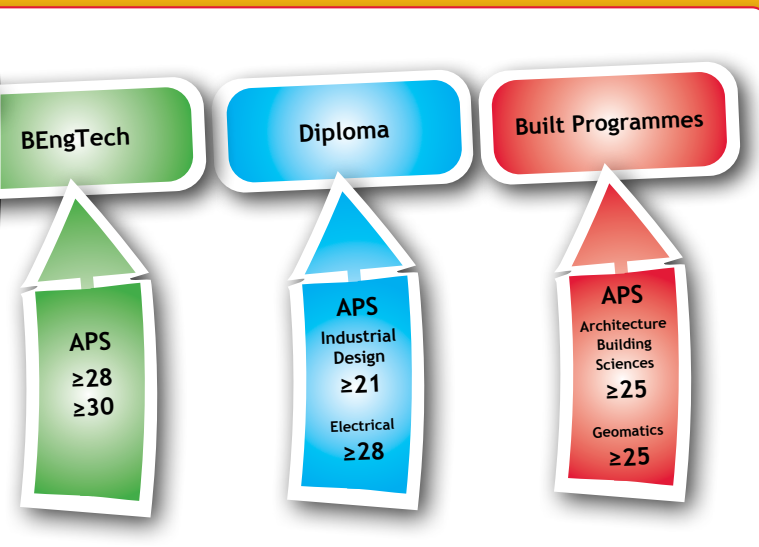 BEngTech
APS
≥28
≥30
Diploma
APS
Industrial
Design
≥21
Electrical
≥28
Built Programmes
APS
Architecture
Building
Sciences
≥25
Geomatics
≥25